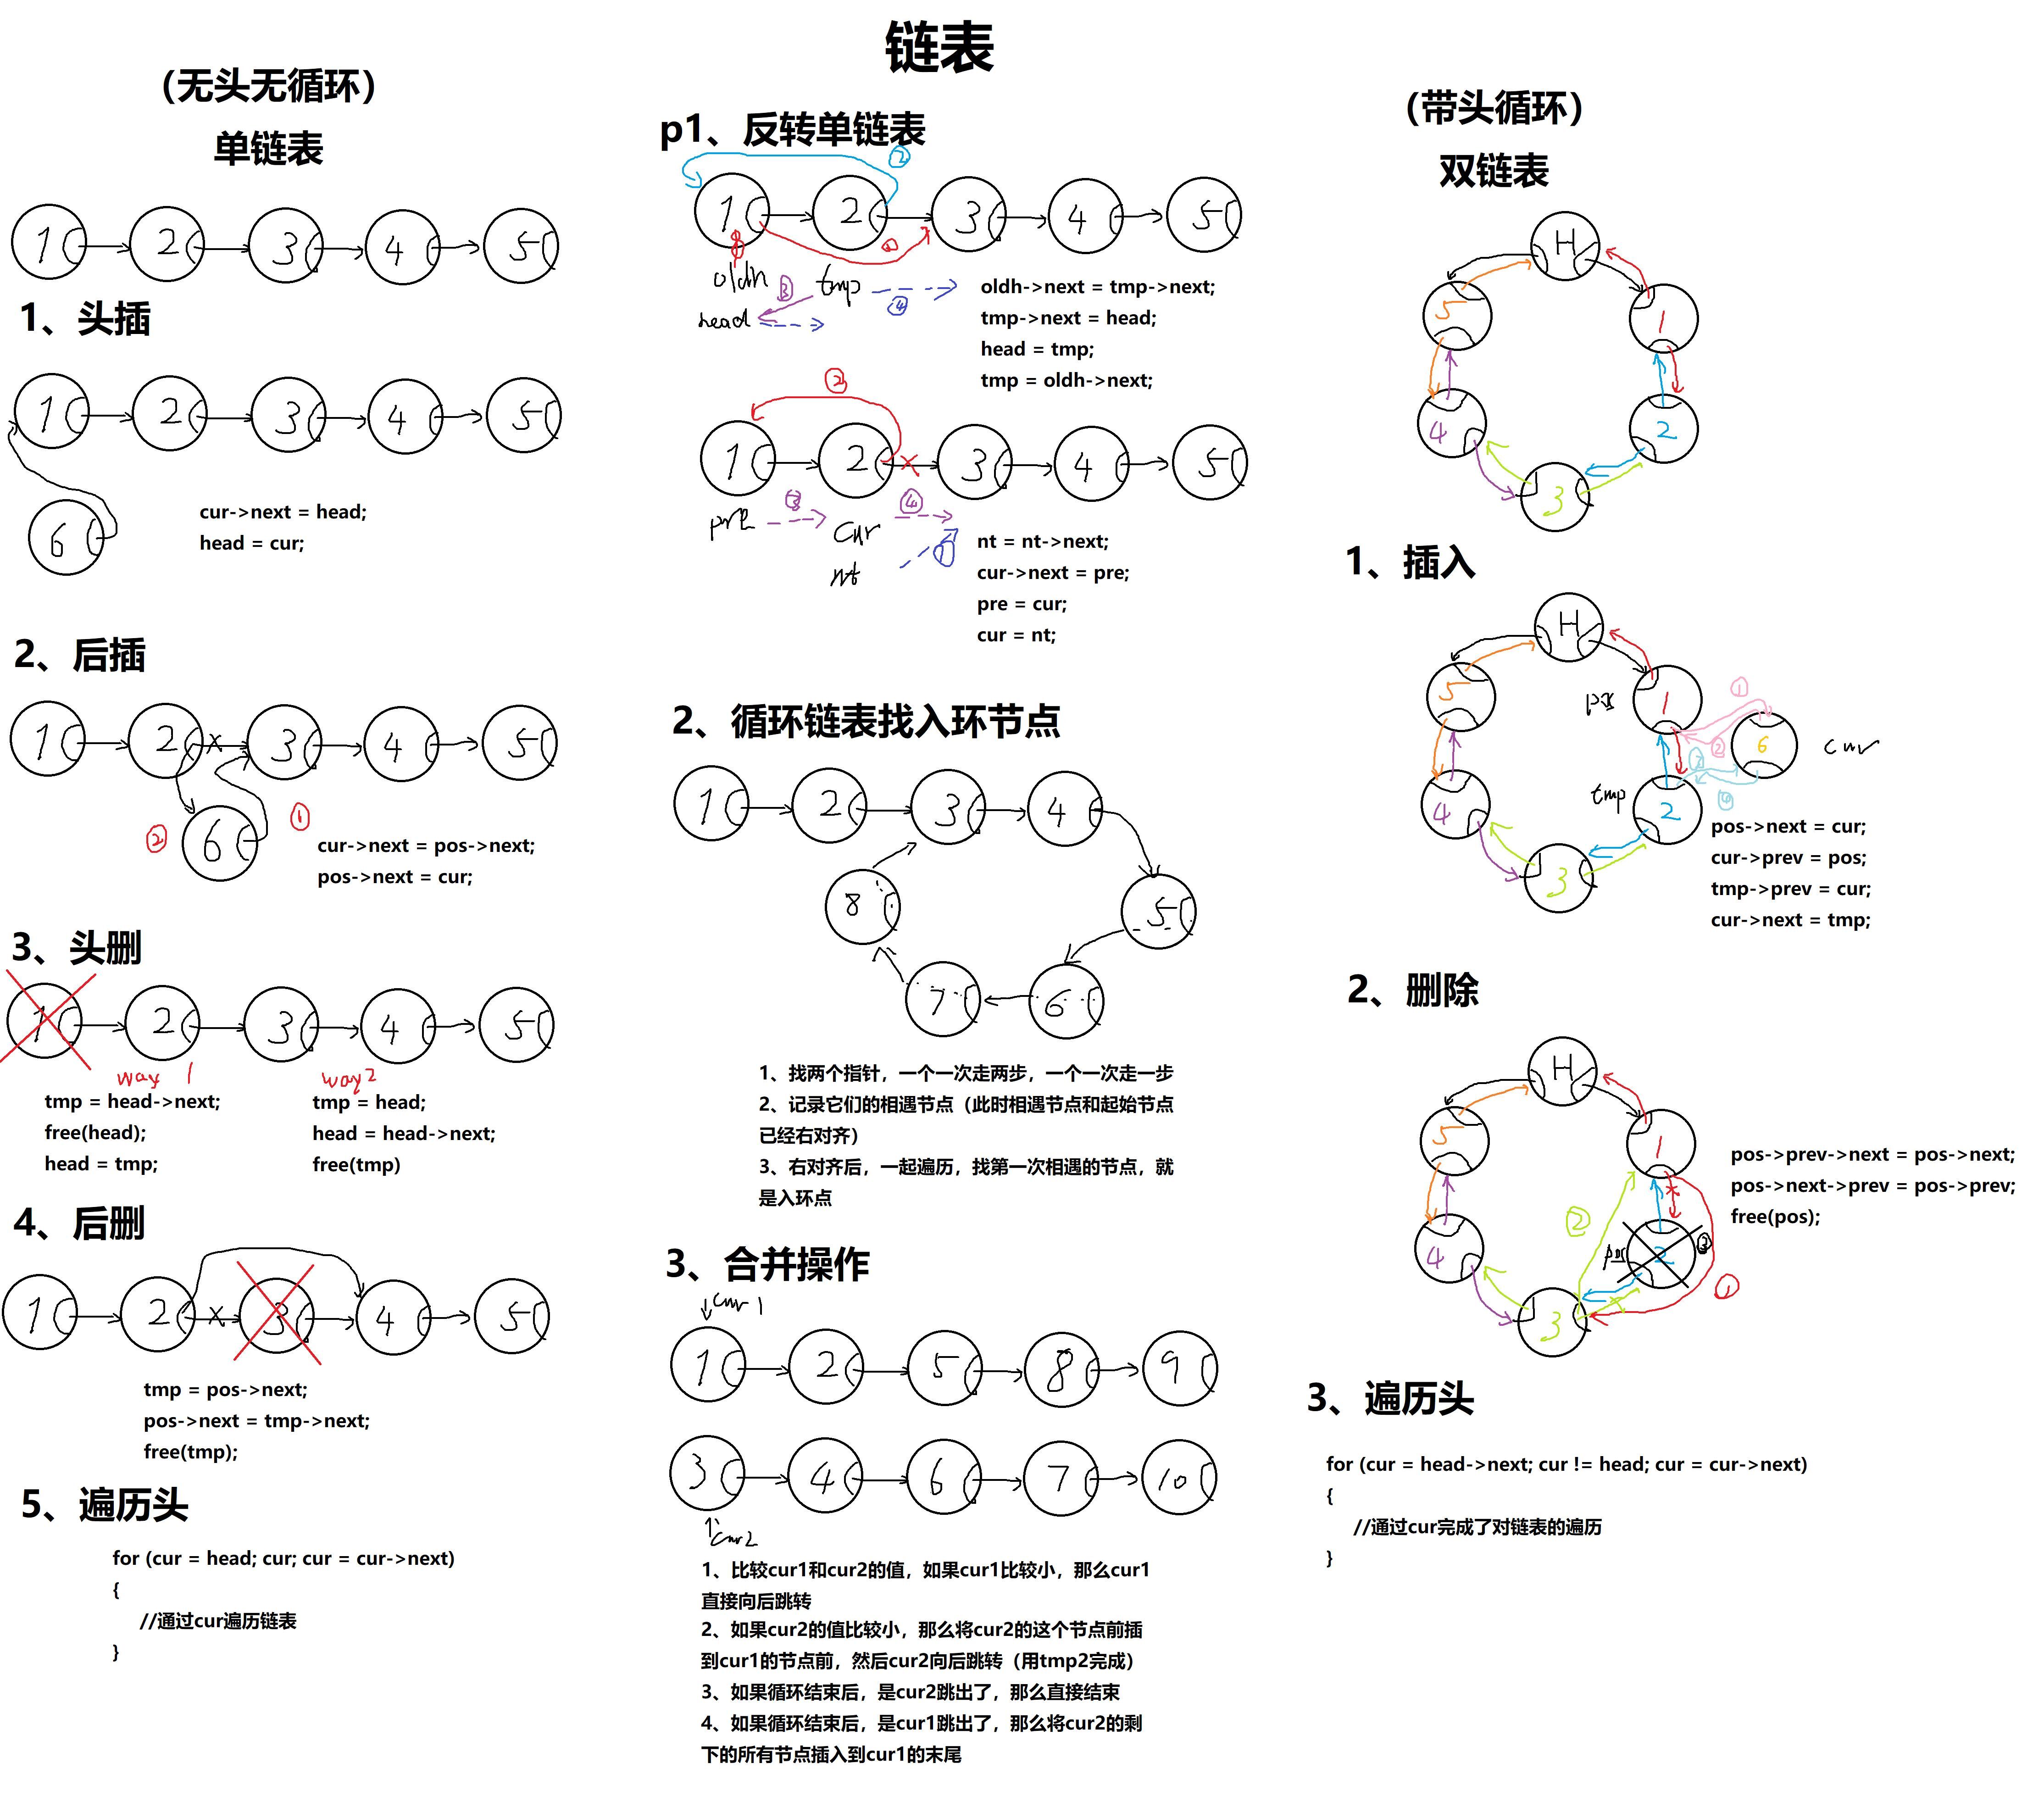 链表
（无头无循环）
单链表
1 2 3 4 5
1、头插
1 2 3 4 5
6
cur->next = head;
head = cur;
2、后插
1 2 3 4 5
② 6 ①
cur->next = pos->next;
pos->next = cur;
3、头删
1 2 3 4 5
way 1
tmp = head->next;
free(head);
head = tmp;
way2
tmp = head;
head = head->next;
free(tmp)
4、后删
1 2 3 4 5
tmp = pos->next;
pos->next = tmp->next;
free(tmp);
5、遍历头
for (cur = head; cur; cur = cur->next)
{
//通过cur遍历链表
}
p1、反转单链表
②
1 2 3 4 5
oldh ③ tmp ④
head
oldh->next = tmp->next;
tmp->next = head;
head = tmp;
tmp = oldh->next;
②
1 2 3 4 5
pre ③ cur ④
nt ①
nt = nt->next;
cur->next = pre;
pre = cur;
cur = nt;
2、循环链表找入环节点
1 2 3 4
8 5
7 6
1、找两个指针，一个一次走两步，一个一次走一步
2、记录它们的相遇节点（此时相遇节点和起始节点
已经右对齐）
3、右对齐后，一起遍历，找第一次相遇的节点，就
是入环点
3、合并操作
cur 1
1 2 5 8 9
3 4 6 7 10
cur2
1、比较cur1和cur2的值，如果cur1比较小，那么cur1
直接向后跳转
2、如果cur2的值比较小，那么将cur2的这个节点前插
到cur1的节点前，然后cur2向后跳转（用tmp2完成）
3、如果循环结束后，是cur2跳出了，那么直接结束
4、如果循环结束后，是cur1跳出了，那么将cur2的剩
下的所有节点插入到cur1的末尾
（带头循环）
双链表
H
5 1
4 2
3
1、插入
H
5 pos 1 ①
② 6 cur
4 tmp 2
3
pos->next = cur;
cur->prev = pos;
tmp->prev = cur;
cur->next = tmp;
2、删除
H
5 1
②
4 pos 2 ③
3 ①
pos->prev->next = pos->next;
pos->next->prev = pos->prev;
free(pos);
3、遍历头
for (cur = head->next; cur != head; cur = cur->next)
{
//通过cur完成了对链表的遍历
}